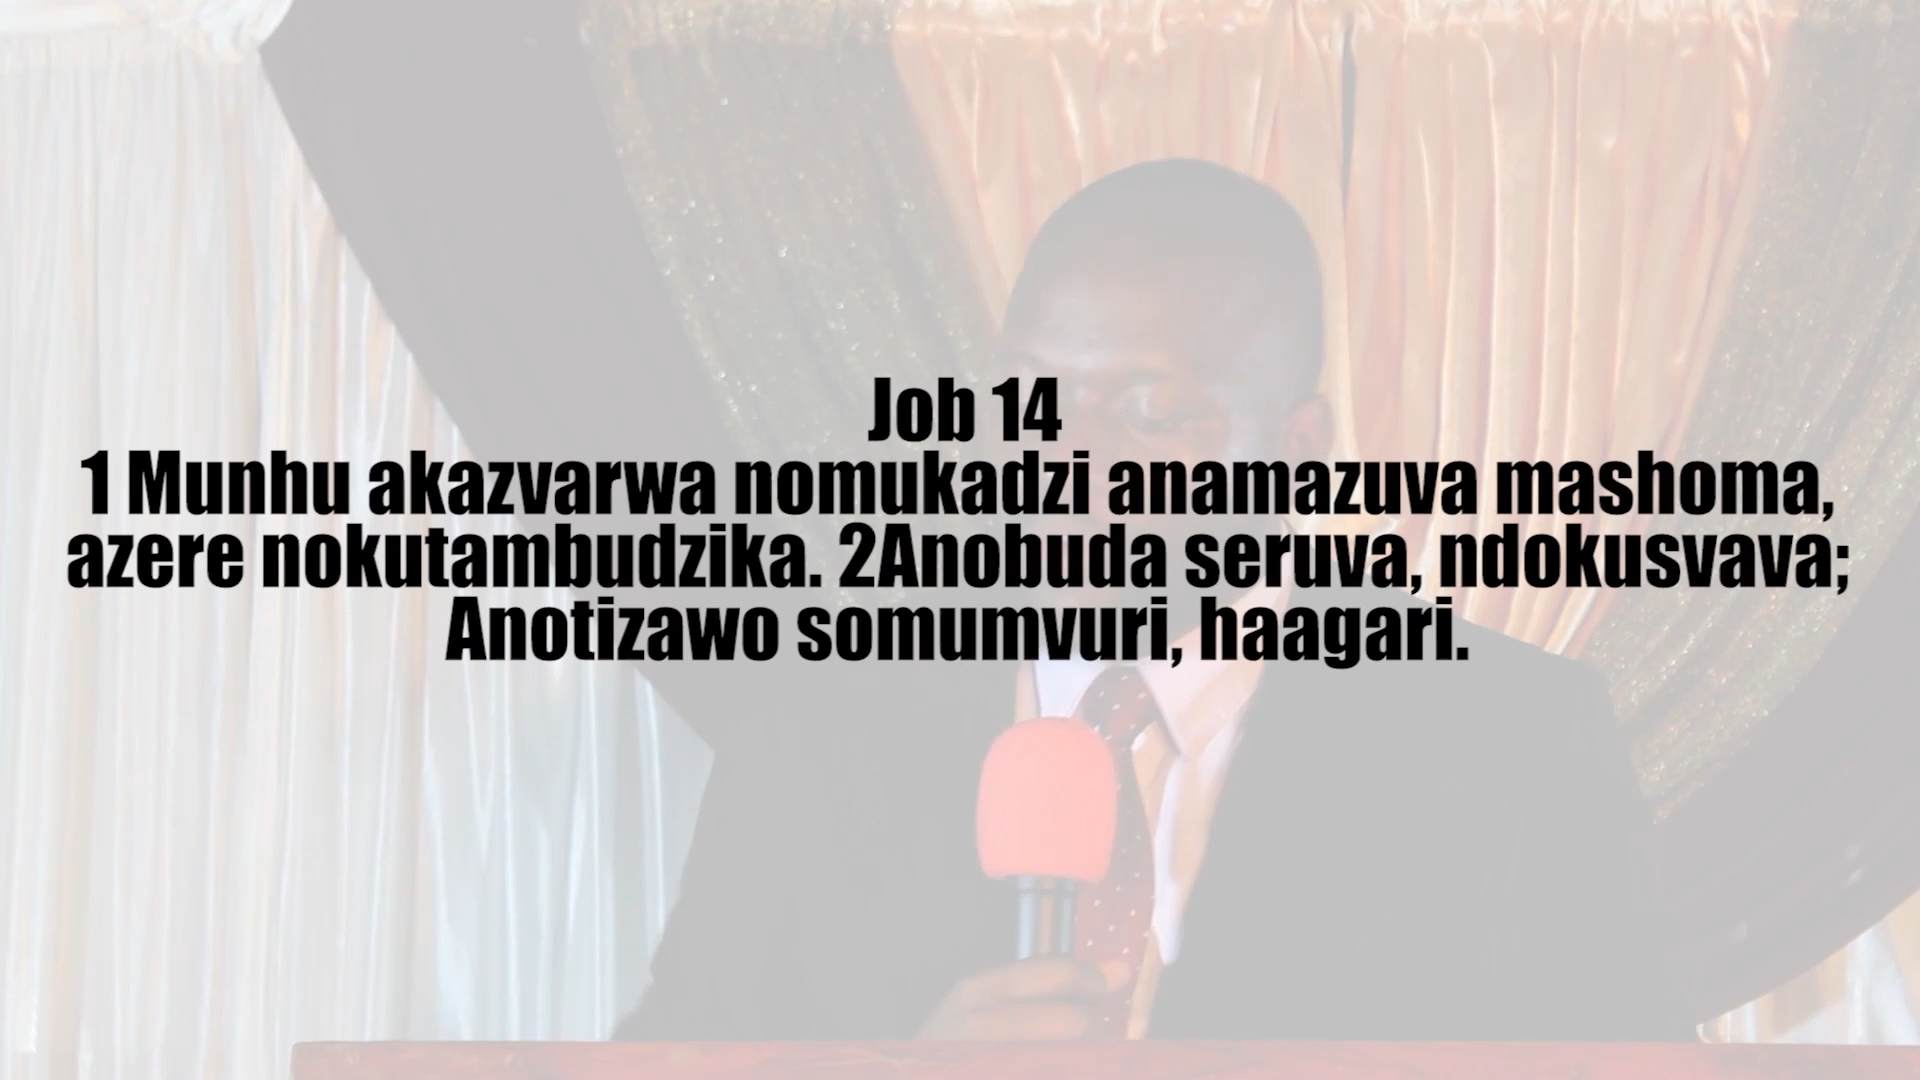 Job 14
1 Munhu akazvarwa nomukadzi anamazuva mashoma,
azere nokutambudzika. 2Anobuda seruva, ndokusvava;
Anotizawo somumvuri, haagari.